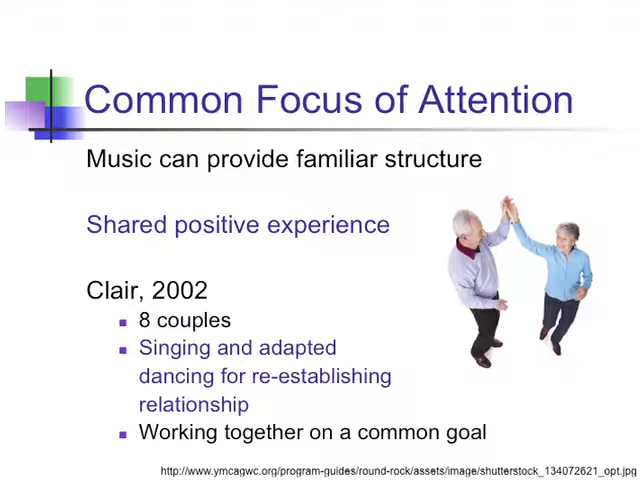 Common Focus of Attention
Music can provide familiar structure
Shared positive experience
Clair, 2002
8 couples
Singing and adapted
dancing for re-establishing
relationship
Working together on a common goal
http://www.ymcagwc.org/program-guides/round-rock/assets/image/shutterstock_134072621_opt.jpg